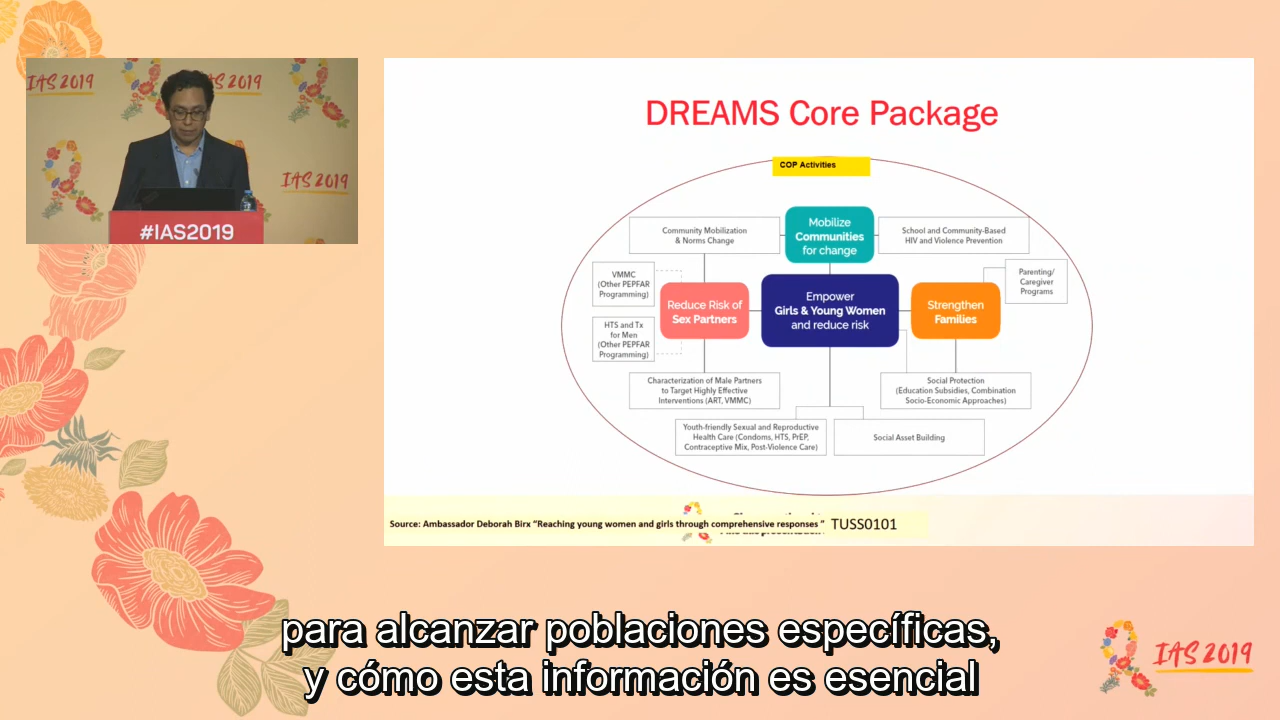 IAS 2019
AS 2019
IAS 2019
#IAS2019
DREAMS Core Package
COP Activities
Mobilize
Communities
for change
Community Mobilization
& Norms Change
School and Community-Based
HIV and Violence Prevention
VMMC
(Other PEPFAR
Programming)
Parenting/
Caregiver
Programs
Reduce Risk of
Sex Partners
Empower
Girls & Young Women
and reduce risk
Strengthen
Families
HTS and Tx
for Men
(Other PEPFAR
Programming)
Characterization of Male Partners
to Target Highly Effective
Interventions (ART, VMMC)
Social Protection
(Education Subsidies, Combination
Socio-Economic Approaches)
Youth-friendly Sexual and Reproductive
Health Care (Condoms, HTS, PrEP,
Contraceptive Mix, Post-Violence Care)
Social Asset Building
Source: Ambassador Deborah Birx “Reaching young women and girls through comprehensive responses ” TUSS0101
para alcanzar poblaciones específicas,
y cómo esta información es esencial
IAS 2019